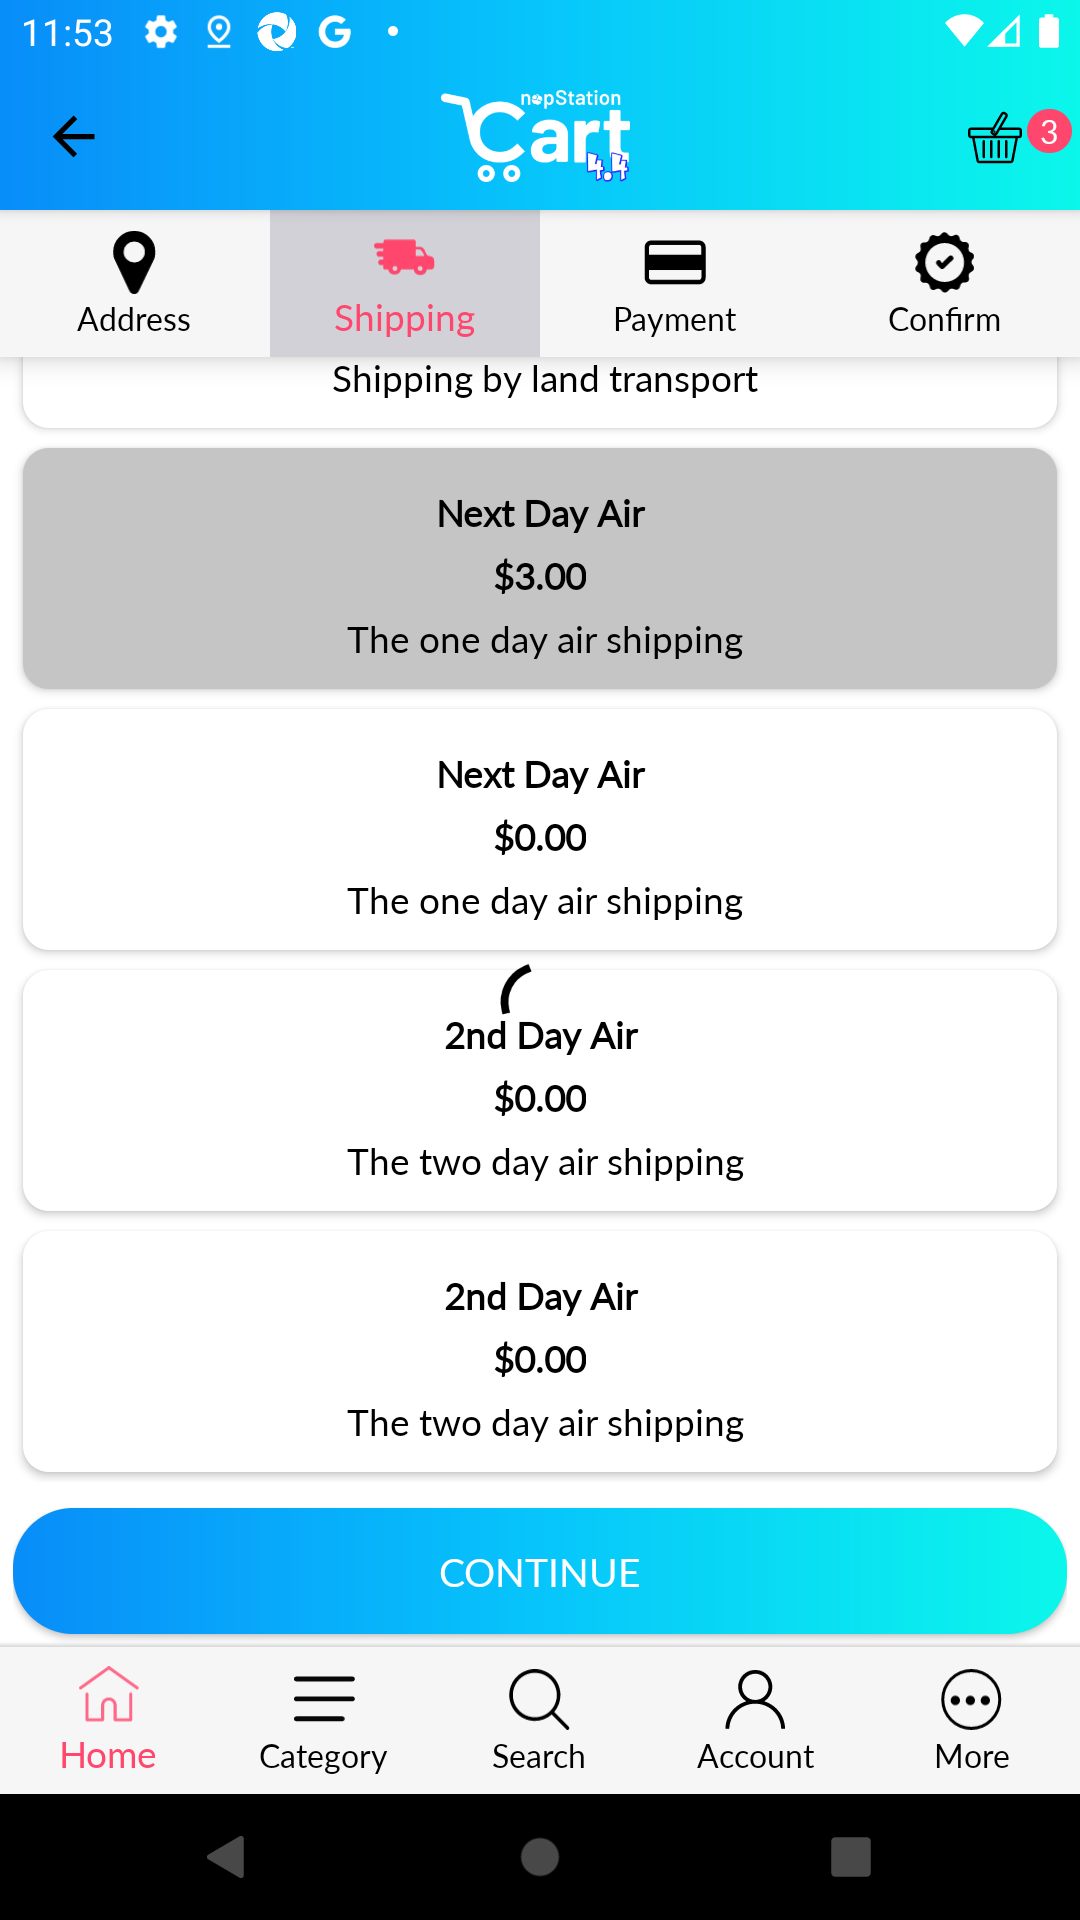 11:53
nopStation
Cart
4.4
3
Address
Shipping
Payment
Confirm
Shipping by land transport
Next Day Air
$3.00
The one day air shipping
Next Day Air
$0.00
The one day air shipping
2nd Day Air
$0.00
The two day air shipping
2nd Day Air
$0.00
The two day air shipping
CONTINUE
Home
Category
Search
Account
More